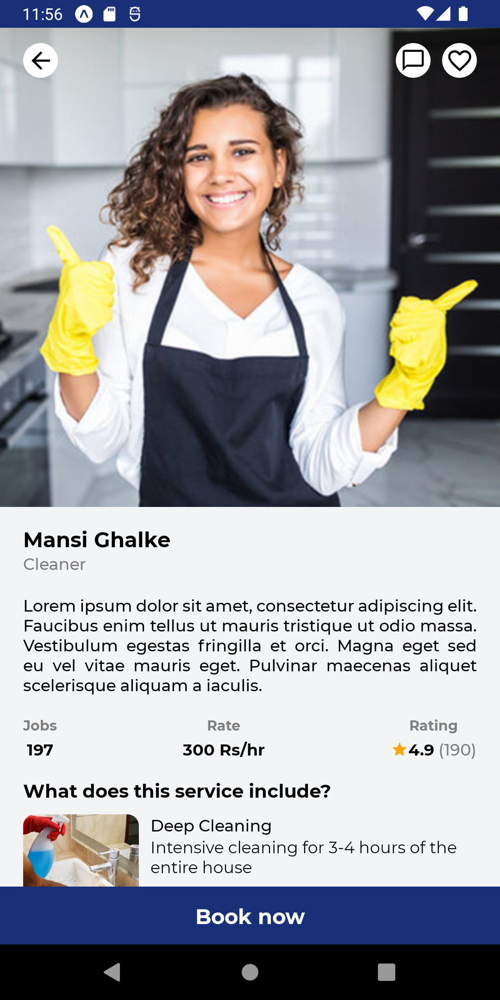 11:56
Mansi Ghalke
Cleaner
Lorem ipsum dolor sit amet, consectetur adipiscing elit.
Faucibus enim tellus ut mauris tristique ut odio massa.
Vestibulum egestas fringilla et orci. Magna eget sed
eu vel vitae mauris eget. Pulvinar maecenas aliquet
scelerisque aliquam a iaculis.
Jobs Rate Rating
197 300 Rs/hr 4.9 (190)
What does this service include?
Deep Cleaning
Intensive cleaning for 3-4 hours of the
entire house
Book now